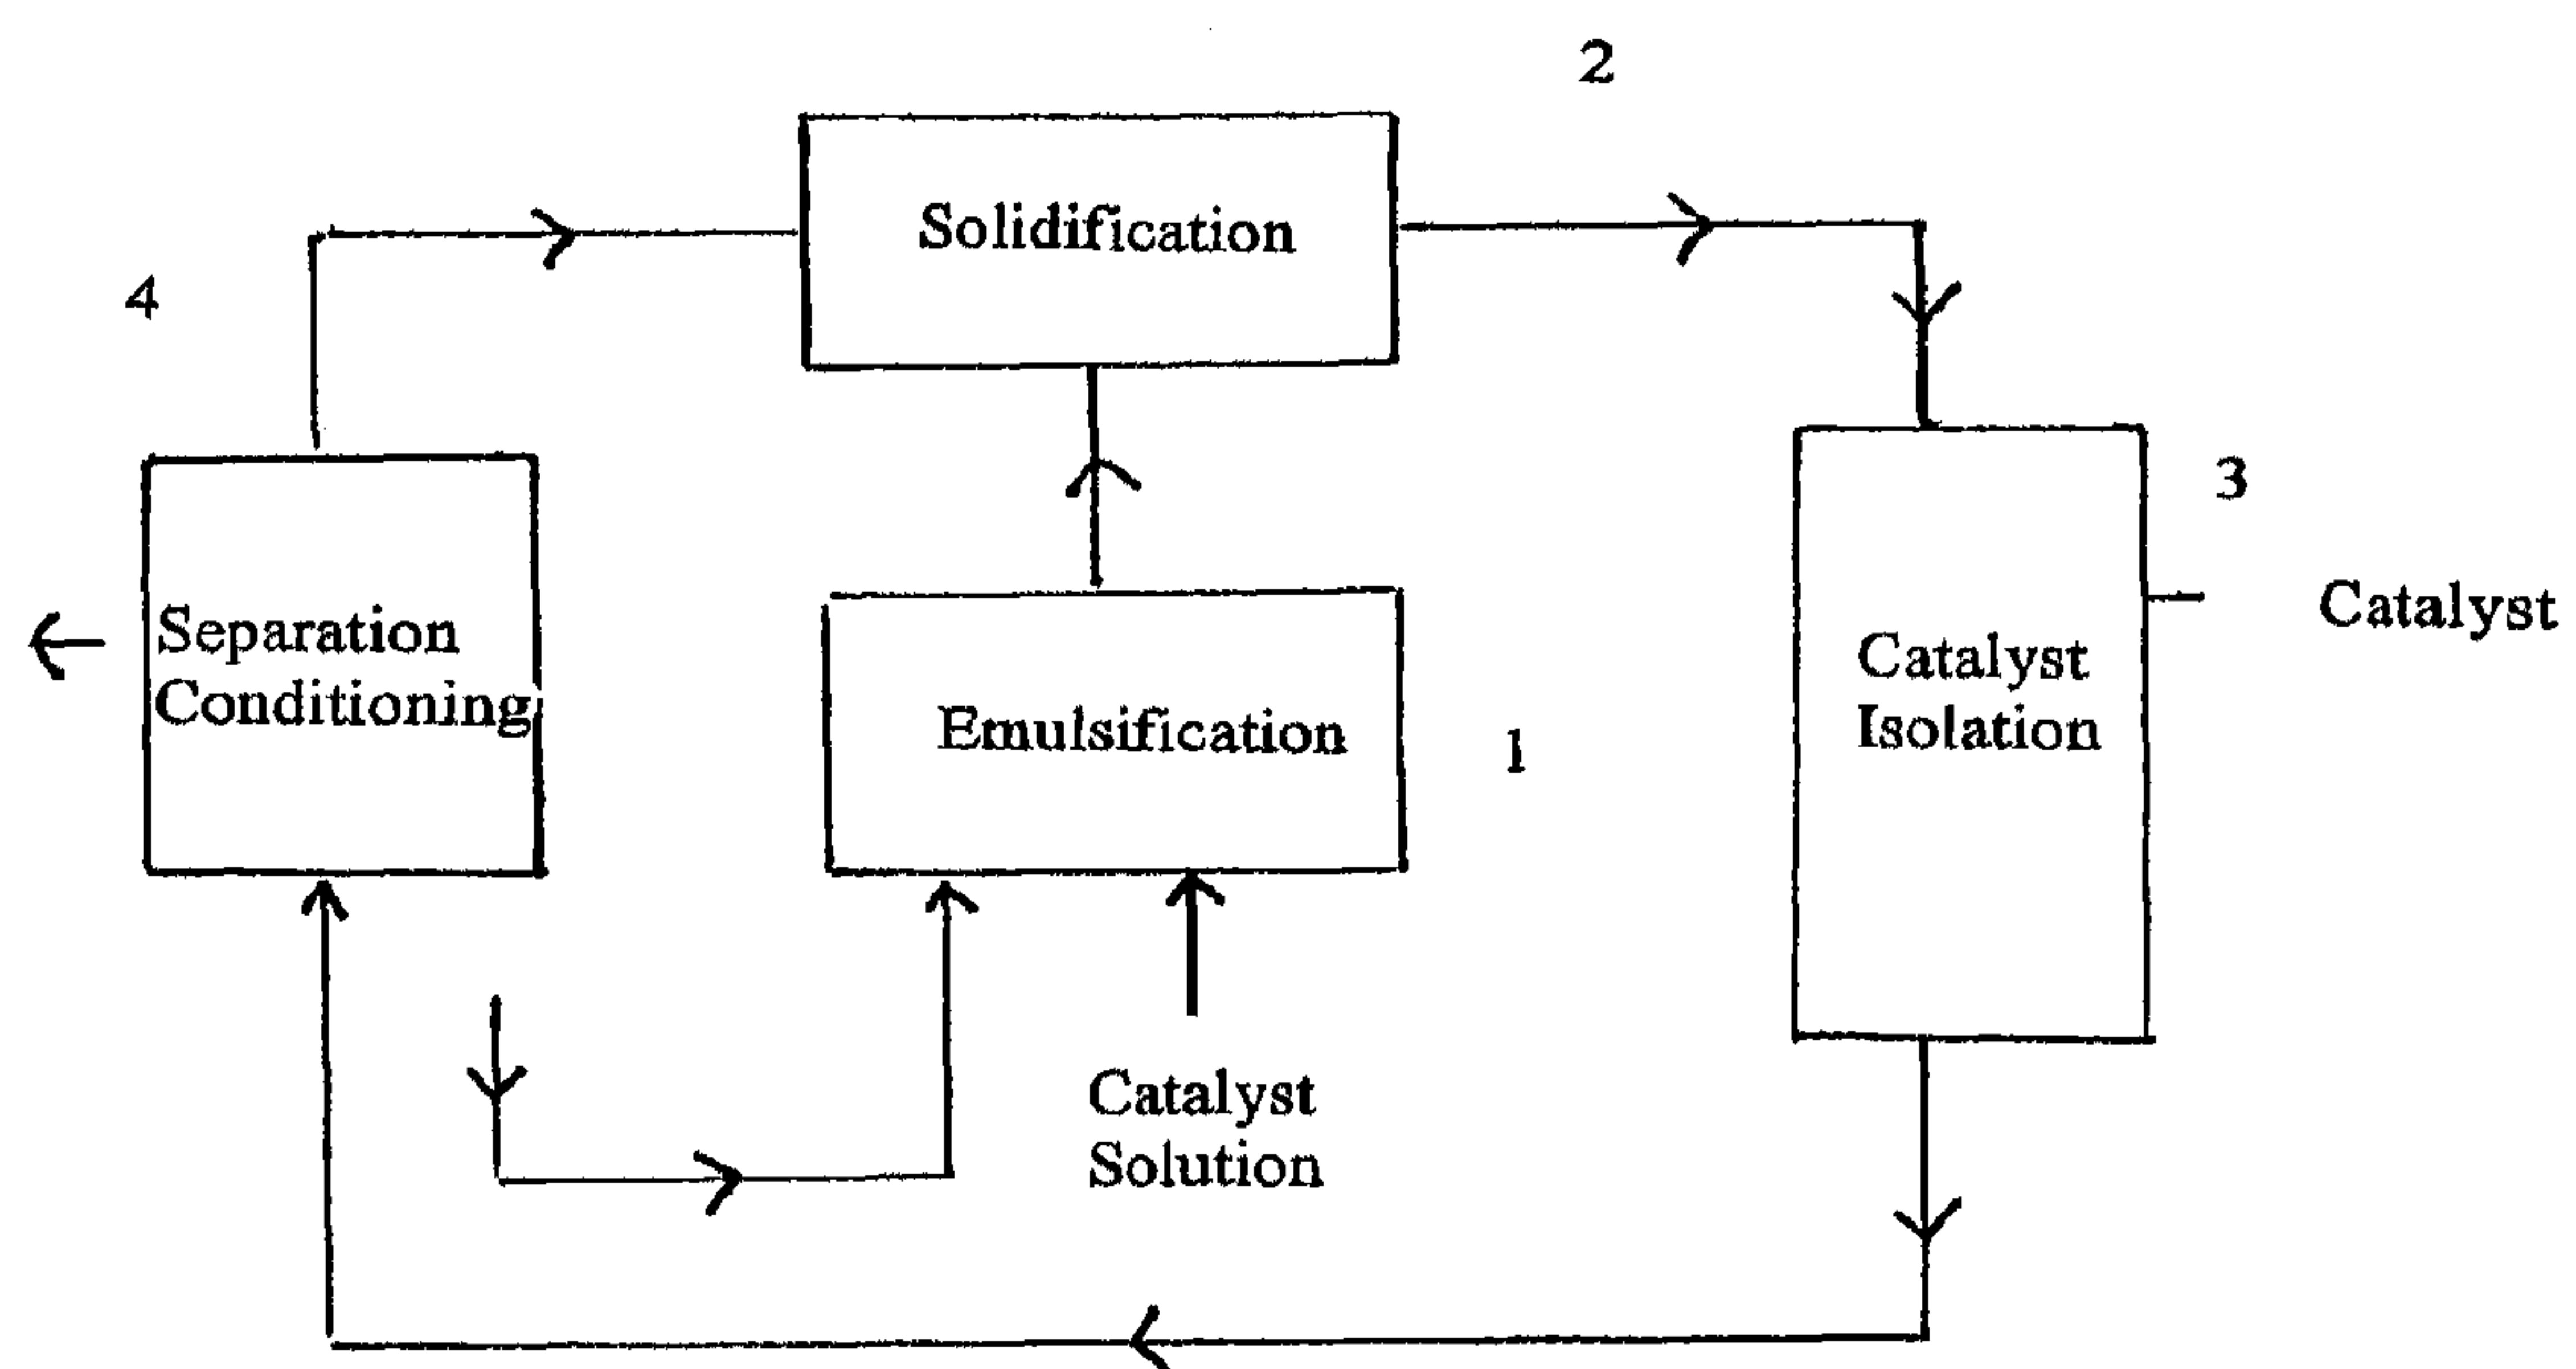 2
Solidification
4
3
Separation
Conditioning
Emulsification
1
Catalyst
Isolation
Catalyst
Catalyst
Solution